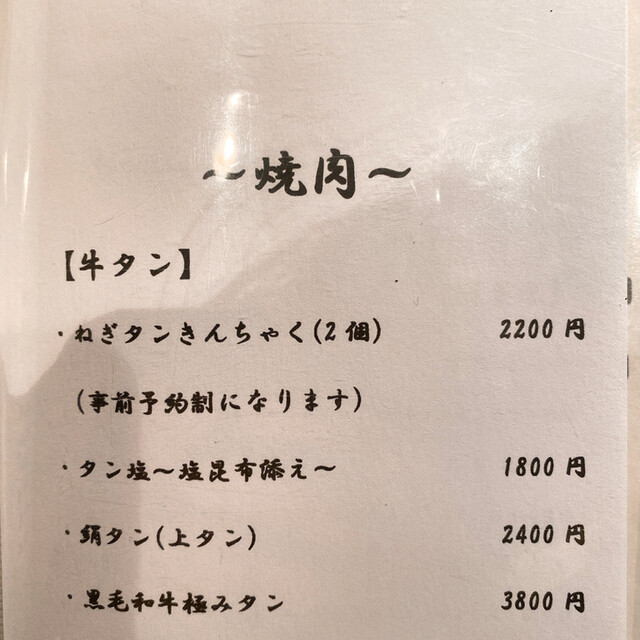 ～焼肉～
【牛タン】
・ねぎタンきんちゃく(2個) 2200円
(事前予約制になります)
・タン塩～塩昆布添え～ 1800円
・絹タン(上タン) 2400円
・黒毛和牛極みタン 3800円